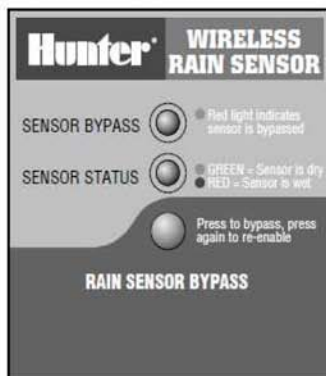 Hunter®
WIRELESS
RAIN SENSOR
SENSOR BYPASS
Red light indicates
sensor is bypassed
SENSOR STATUS
GREEN = Sensor is dry
RED = Sensor is wet
Press to bypass, press
again to re-enable
RAIN SENSOR BYPASS